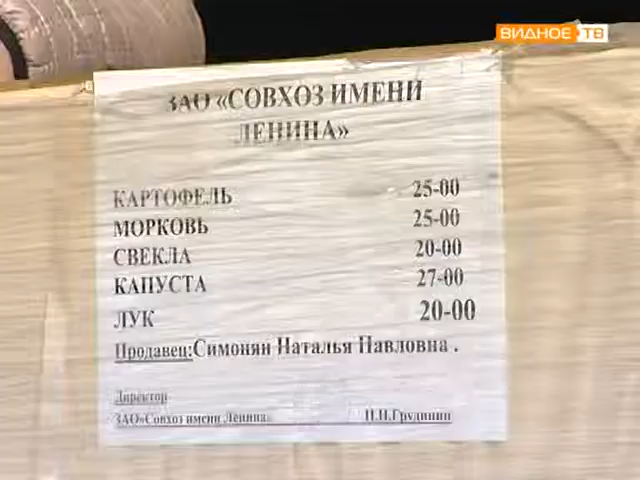 ВИДНОЕ ТВ
ЗАО «СОВХОЗ ИМЕНИ
ЛЕНИНА»
КАРТОФЕЛЬ 25-00
МОРКОВЬ 25-00
СВЕКЛА 20-00
КАПУСТА 27-00
ЛУК 20-00
Продавец:Симонян Наталья Павловна .
Директор
ЗАО«Совхоз имени Ленина» П.Н.Грудинин